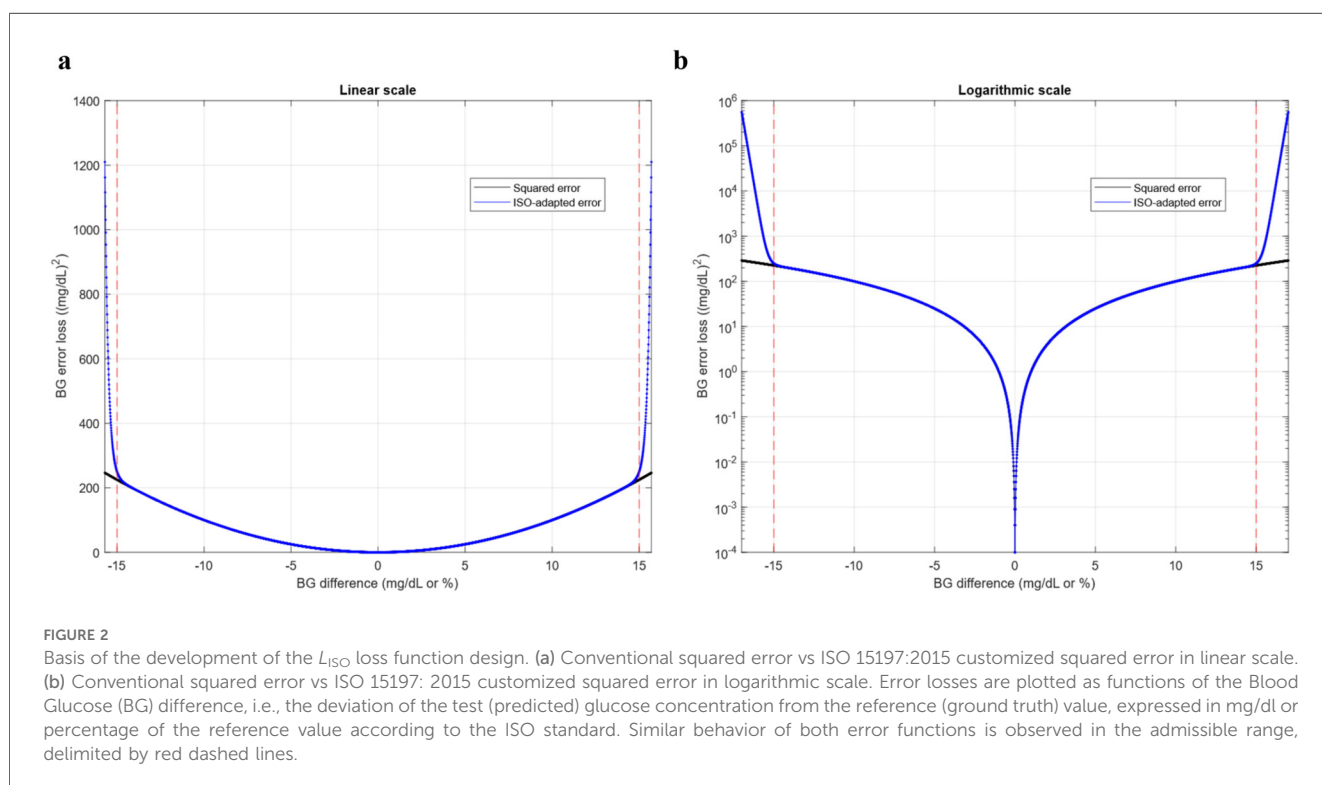 a
b
Linear scale
1400
1200
1000
800
600
400
200
0
-15
-10
-5
0
5
10
15
BG error loss ((mg/dL)²)
BG difference (mg/dL or %)
Squared error
ISO-adapted error
Logarithmic scale
10⁶
10⁵
10⁴
10³
10²
10¹
10⁰
10⁻¹
10⁻²
10⁻³
10⁻⁴
-15
-10
-5
0
5
10
15
BG error loss ((mg/dL)²)
BG difference (mg/dL or %)
Squared error
ISO-adapted error
FIGURE 2
Basis of the development of the L_ISO loss function design. (a) Conventional squared error vs ISO 15197:2015 customized squared error in linear scale.
(b) Conventional squared error vs ISO 15197: 2015 customized squared error in logarithmic scale. Error losses are plotted as functions of the Blood
Glucose (BG) difference, i.e., the deviation of the test (predicted) glucose concentration from the reference (ground truth) value, expressed in mg/dl or
percentage of the reference value according to the ISO standard. Similar behavior of both error functions is observed in the admissible range,
delimited by red dashed lines.